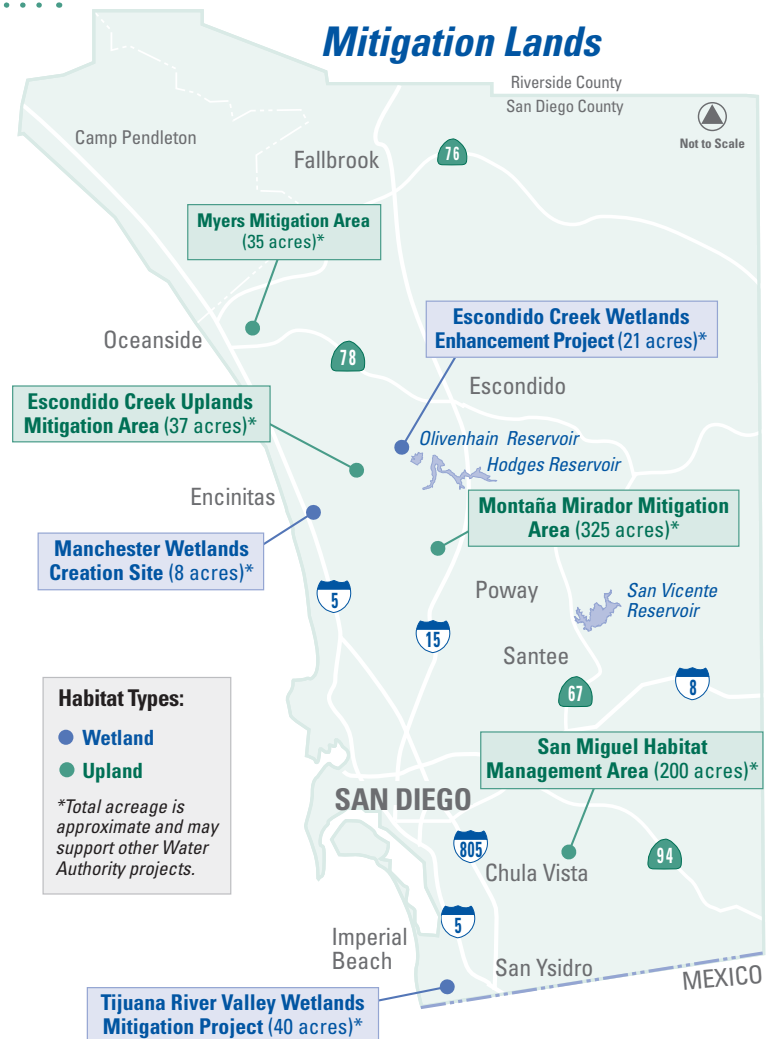 Mitigation Lands
Riverside County
San Diego County
Not to Scale
Camp Pendleton
Fallbrook
76
Myers Mitigation Area
(35 acres)*
Oceanside
Escondido Creek Wetlands
Enhancement Project (21 acres)*
78
Escondido
Escondido Creek Uplands
Mitigation Area (37 acres)*
Olivenhain Reservoir
Hodges Reservoir
Encinitas
Montaña Mirador Mitigation
Area (325 acres)*
Manchester Wetlands
Creation Site (8 acres)*
5
15
Poway
San Vicente
Reservoir
Santee
67
8
Habitat Types:
Wetland
Upland
*Total acreage is
approximate and may
support other Water
Authority projects.
San Miguel Habitat
Management Area (200 acres)*
SAN DIEGO
805
94
Chula Vista
5
Imperial
Beach
San Ysidro
MEXICO
Tijuana River Valley Wetlands
Mitigation Project (40 acres)*